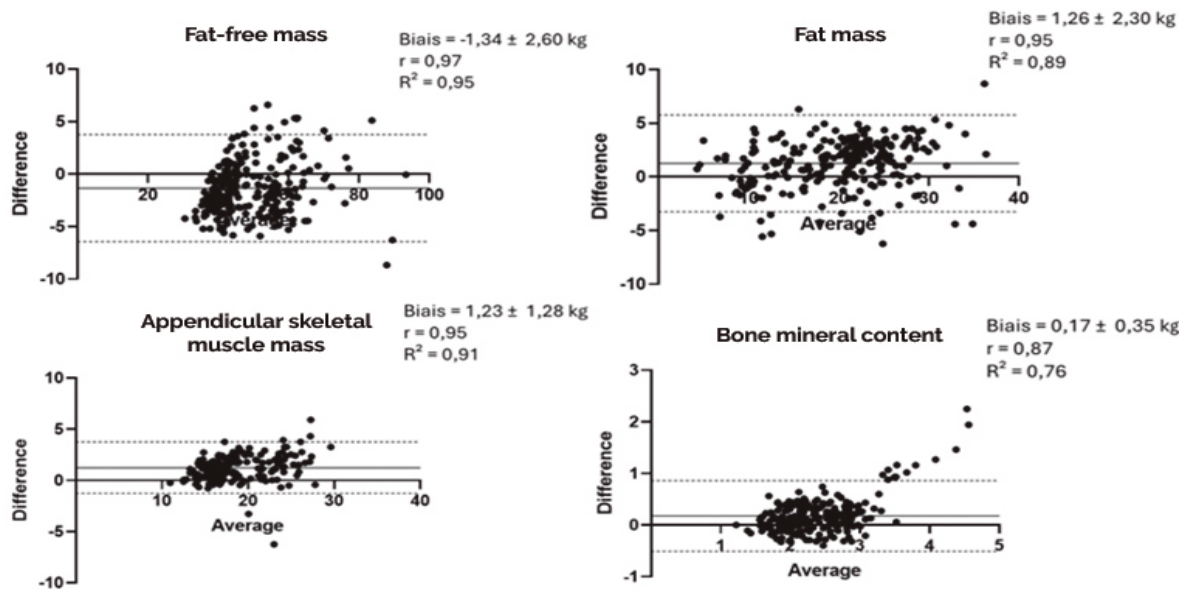 Fat-free mass
Biais = -1,34 ± 2,60 kg
r = 0,97
R² = 0,95
Difference
10
5
0
-5
-10
20
80
100
Average
Fat mass
Biais = 1,26 ± 2,30 kg
r = 0,95
R² = 0,89
Difference
10
5
0
-5
-10
10
20
30
40
Average
Appendicular skeletal
muscle mass
Biais = 1,23 ± 1,28 kg
r = 0,95
R² = 0,91
Difference
10
5
0
-5
-10
10
20
30
40
Average
Bone mineral content
Biais = 0,17 ± 0,35 kg
r = 0,87
R² = 0,76
Difference
3
2
1
0
-1
1
2
3
4
5
Average